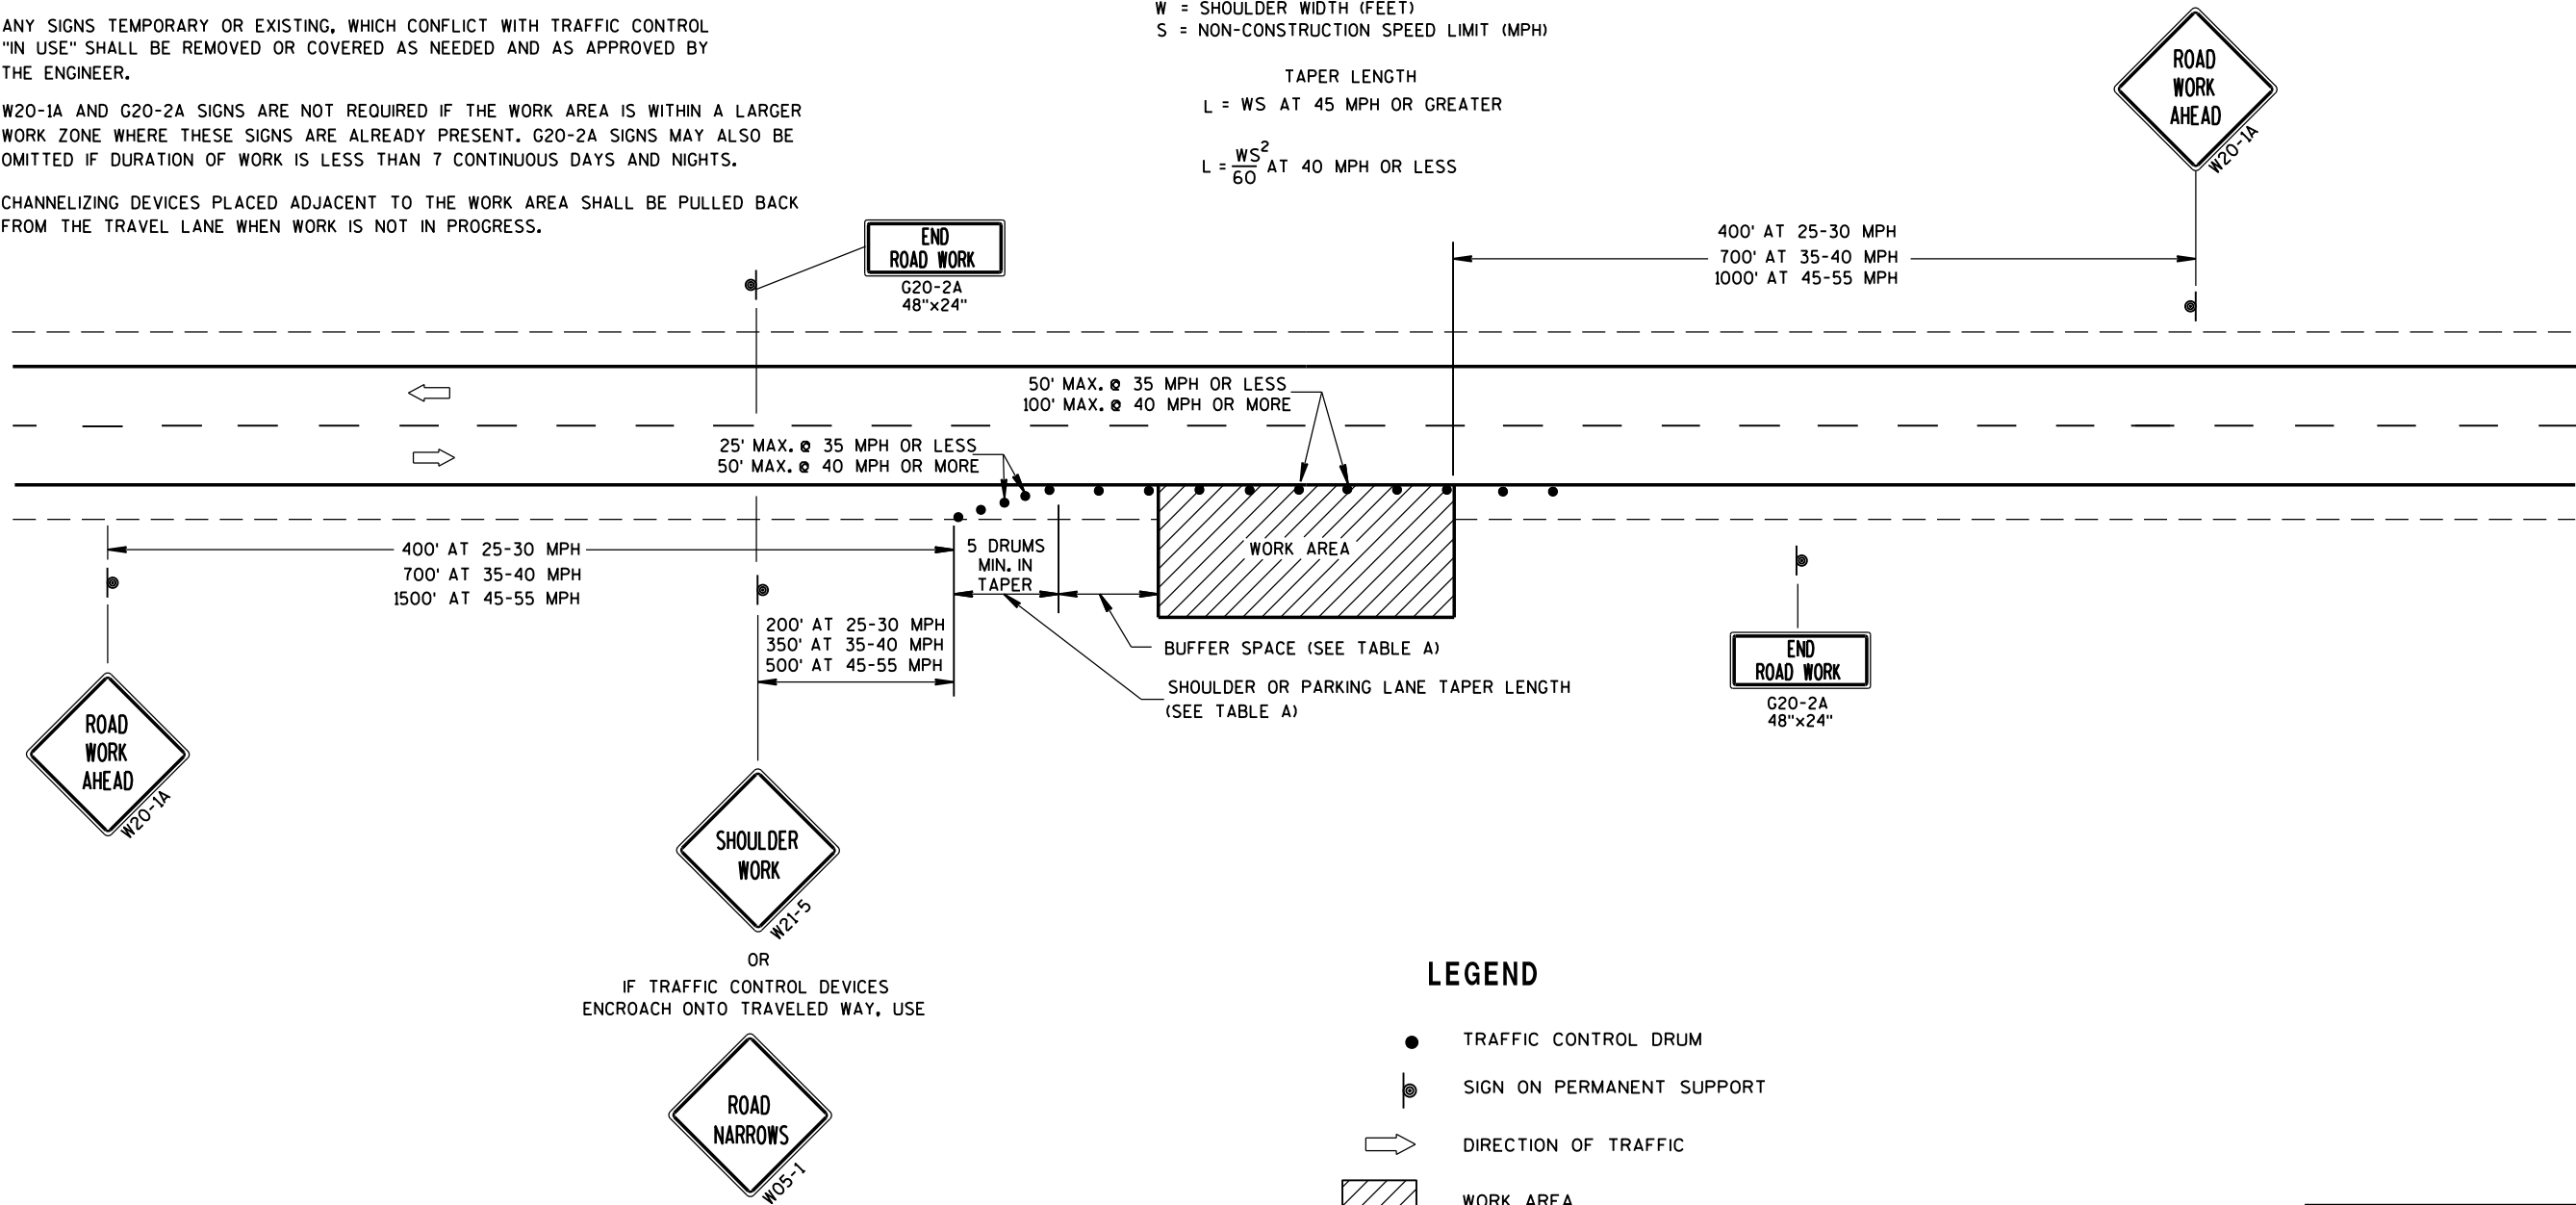 ANY SIGNS TEMPORARY OR EXISTING, WHICH CONFLICT WITH TRAFFIC CONTROL
"IN USE" SHALL BE REMOVED OR COVERED AS NEEDED AND AS APPROVED BY
THE ENGINEER.
W20-1A AND G20-2A SIGNS ARE NOT REQUIRED IF THE WORK AREA IS WITHIN A LARGER
WORK ZONE WHERE THESE SIGNS ARE ALREADY PRESENT. G20-2A SIGNS MAY ALSO BE
OMITTED IF DURATION OF WORK IS LESS THAN 7 CONTINUOUS DAYS AND NIGHTS.
CHANNELIZING DEVICES PLACED ADJACENT TO THE WORK AREA SHALL BE PULLED BACK
FROM THE TRAVEL LANE WHEN WORK IS NOT IN PROGRESS.
W = SHOULDER WIDTH (FEET)
S = NON-CONSTRUCTION SPEED LIMIT (MPH)
TAPER LENGTH
L = WS AT 45 MPH OR GREATER
L = WS²/60 AT 40 MPH OR LESS
ROAD
WORK
AHEAD
W20-1A
END
ROAD WORK
G20-2A
48"x24"
400' AT 25-30 MPH
700' AT 35-40 MPH
1000' AT 45-55 MPH
50' MAX. @ 35 MPH OR LESS
100' MAX. @ 40 MPH OR MORE
25' MAX. @ 35 MPH OR LESS
50' MAX. @ 40 MPH OR MORE
400' AT 25-30 MPH
700' AT 35-40 MPH
1500' AT 45-55 MPH
5 DRUMS
MIN. IN
TAPER
WORK AREA
200' AT 25-30 MPH
350' AT 35-40 MPH
500' AT 45-55 MPH
BUFFER SPACE (SEE TABLE A)
SHOULDER OR PARKING LANE TAPER LENGTH
(SEE TABLE A)
END
ROAD WORK
G20-2A
48"x24"
ROAD
WORK
AHEAD
W20-1A
SHOULDER
WORK
W21-5
OR
IF TRAFFIC CONTROL DEVICES
ENCROACH ONTO TRAVELED WAY, USE
ROAD
NARROWS
W05-1
LEGEND
TRAFFIC CONTROL DRUM
SIGN ON PERMANENT SUPPORT
DIRECTION OF TRAFFIC
WORK AREA